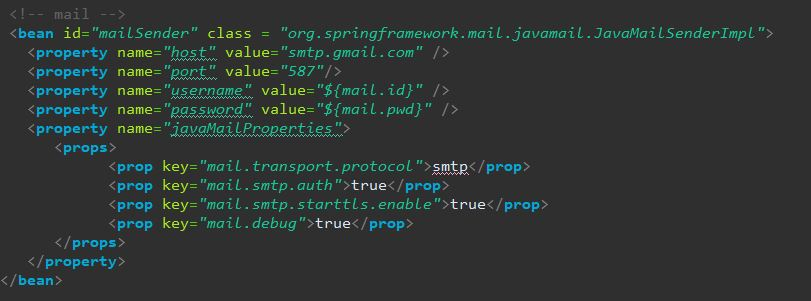 <!-- mail -->
<bean id="mailSender" class = "org.springframework.mail.javamail.JavaMailSenderImpl">
<property name="host" value="smtp.gmail.com" />
<property name="port" value="587"/>
<property name="username" value="${mail.id}" />
<property name="password" value="${mail.pwd}" />
<property name="javaMailProperties">
<props>
<prop key="mail.transport.protocol">smtp</prop>
<prop key="mail.smtp.auth">true</prop>
<prop key="mail.smtp.starttls.enable">true</prop>
<prop key="mail.debug">true</prop>
</props>
</property>
</bean>